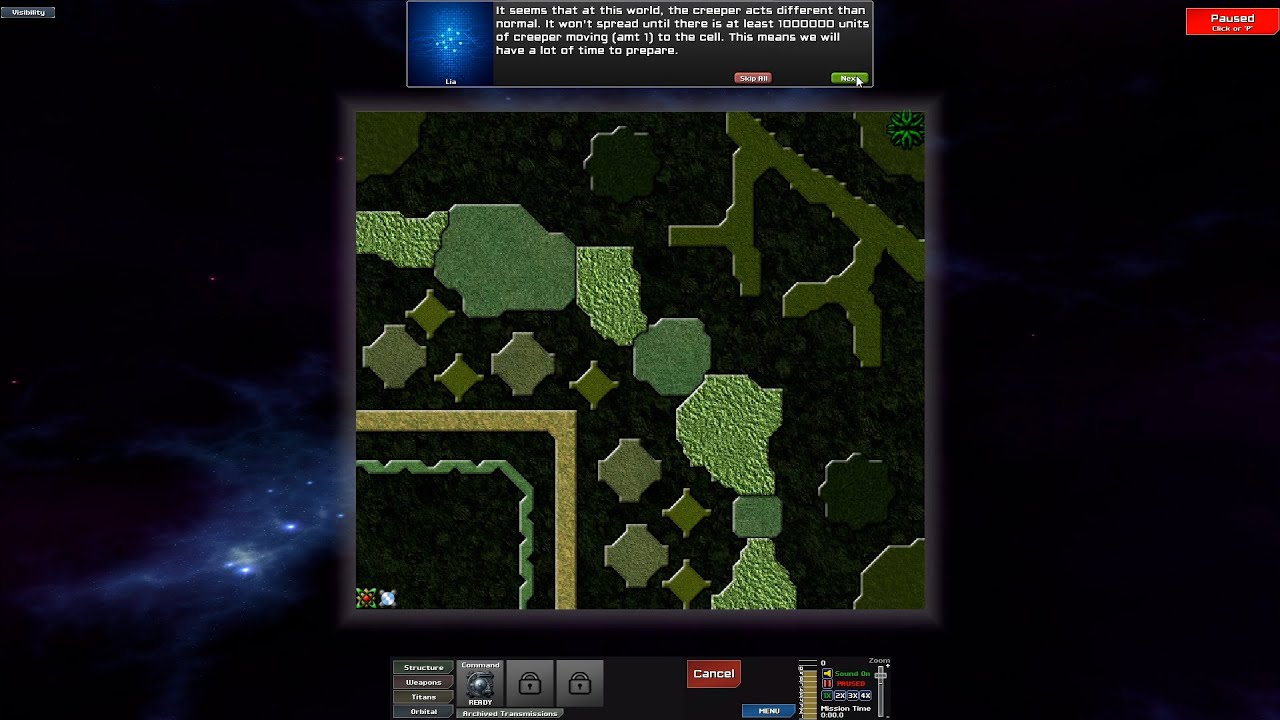 Visibility
It seems that at this world, the creeper acts different than
normal. It won't spread until there is at least 1000000 units
of creeper moving (amt 1) to the cell. This means we will
have a lot of time to prepare.
Lia
Skip All
Next
Paused
Click or 'P'
Structure
Weapons
Titans
Orbital
Command
READY
Archived Transmissions
Cancel
MENU
0
Sound On
PAUSED
1X 2X 3X 4X
Mission Time
0:00.0
Zoom
+
-